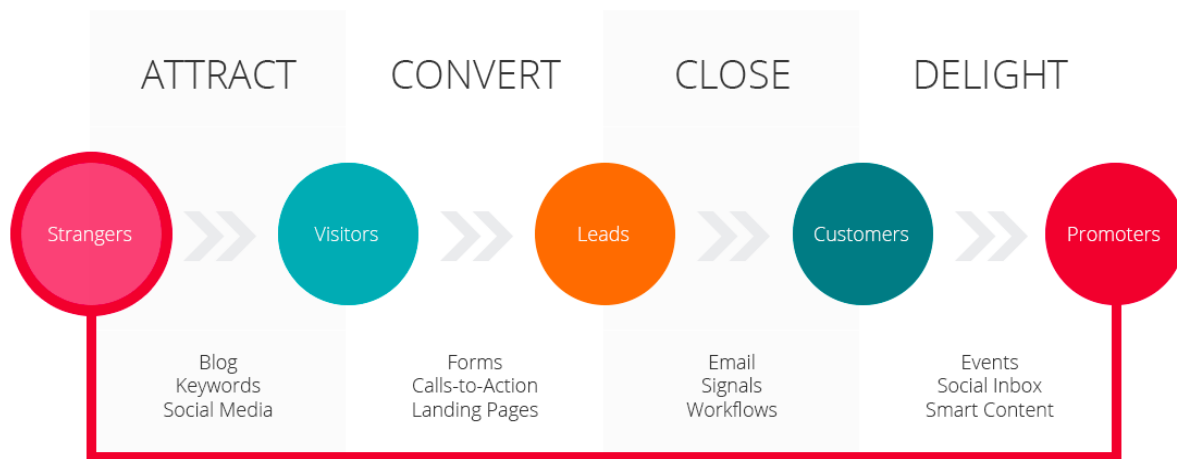 ATTRACT
CONVERT
CLOSE
DELIGHT
Strangers
Visitors
Leads
Customers
Promoters
Blog
Keywords
Social Media
Forms
Calls-to-Action
Landing Pages
Email
Signals
Workflows
Events
Social Inbox
Smart Content